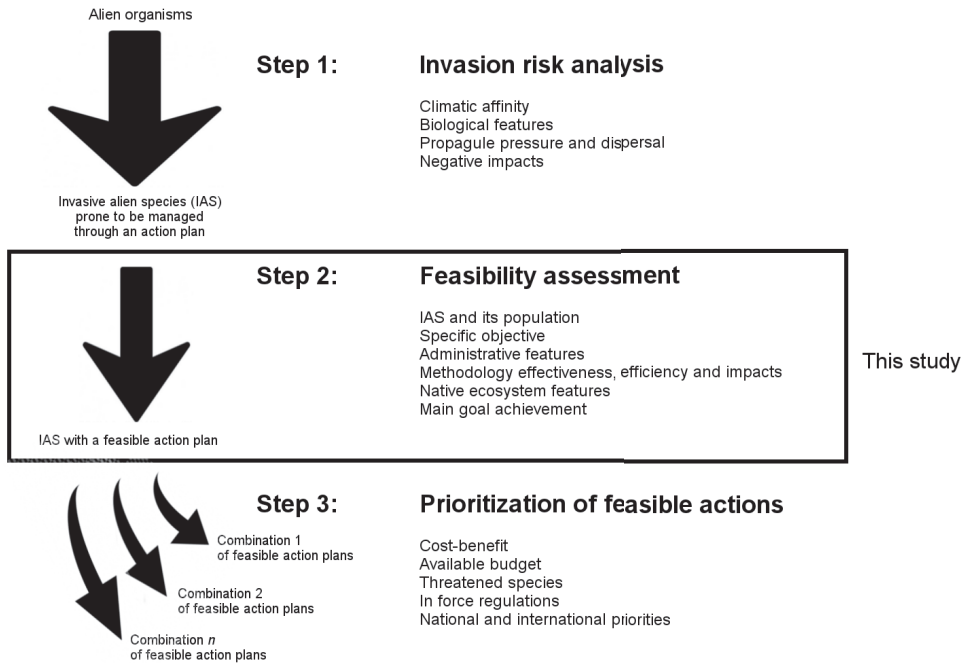 Alien organisms
Step 1:
Invasion risk analysis
Climatic affinity
Biological features
Propagule pressure and dispersal
Negative impacts
Invasive alien species (IAS)
prone to be managed
through an action plan
Step 2:
Feasibility assessment
IAS and its population
Specific objective
Administrative features
Methodology effectiveness, efficiency and impacts
Native ecosystem features
Main goal achievement
This study
IAS with a feasible action plan
Step 3:
Prioritization of feasible actions
Cost-benefit
Available budget
Threatened species
In force regulations
National and international priorities
Combination 1
of feasible action plans
Combination 2
of feasible action plans
Combination n
of feasible action plans